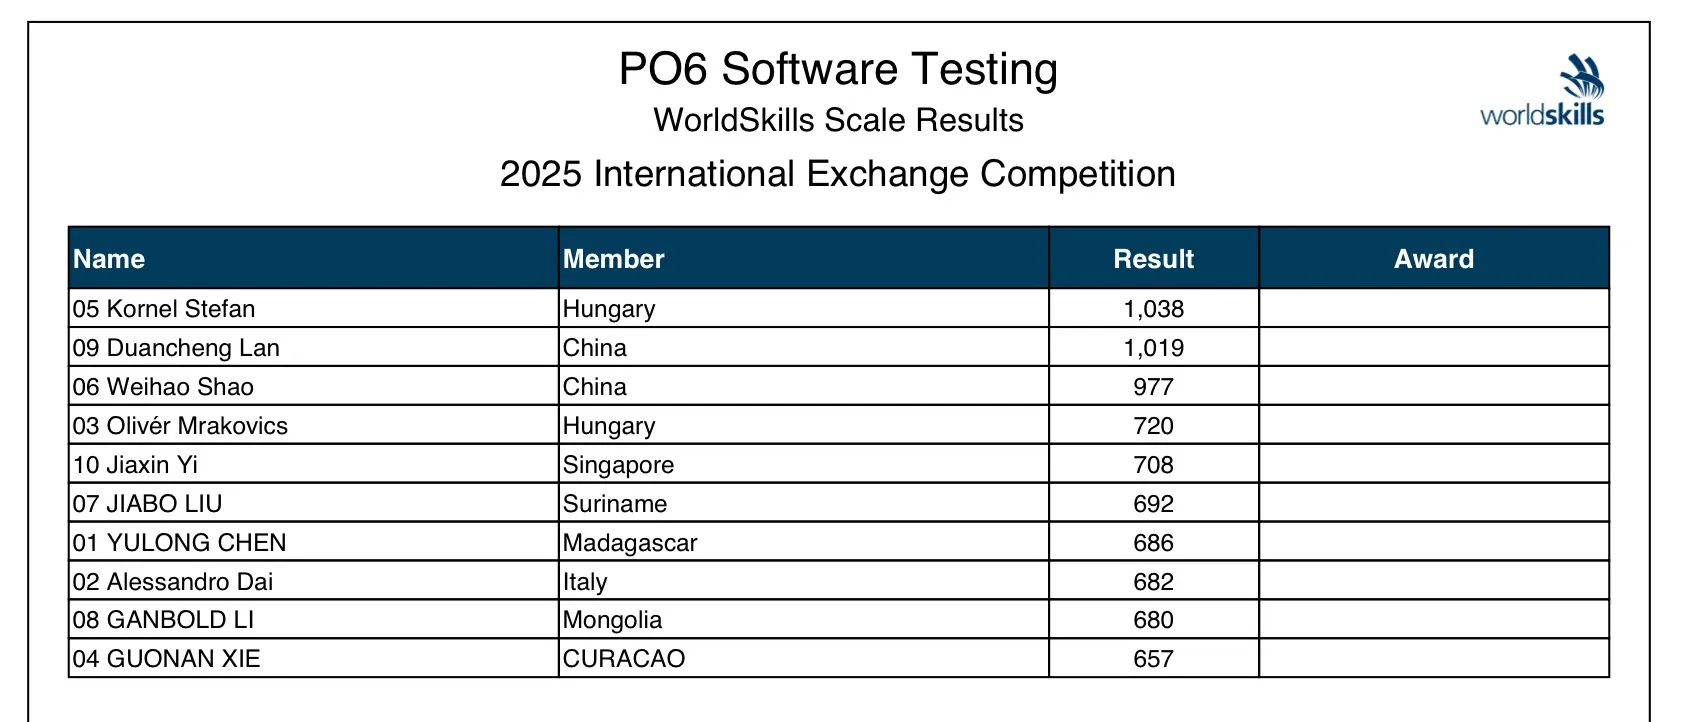 PO6 Software Testing
WorldSkills Scale Results
worldskills
2025 International Exchange Competition
Name Member Result Award
05 Kornel Stefan Hungary 1,038
09 Duancheng Lan China 1,019
06 Weihao Shao China 977
03 Olivér Mrakovics Hungary 720
10 Jiaxin Yi Singapore 708
07 JIABO LIU Suriname 692
01 YULONG CHEN Madagascar 686
02 Alessandro Dai Italy 682
08 GANBOLD LI Mongolia 680
04 GUONAN XIE CURACAO 657